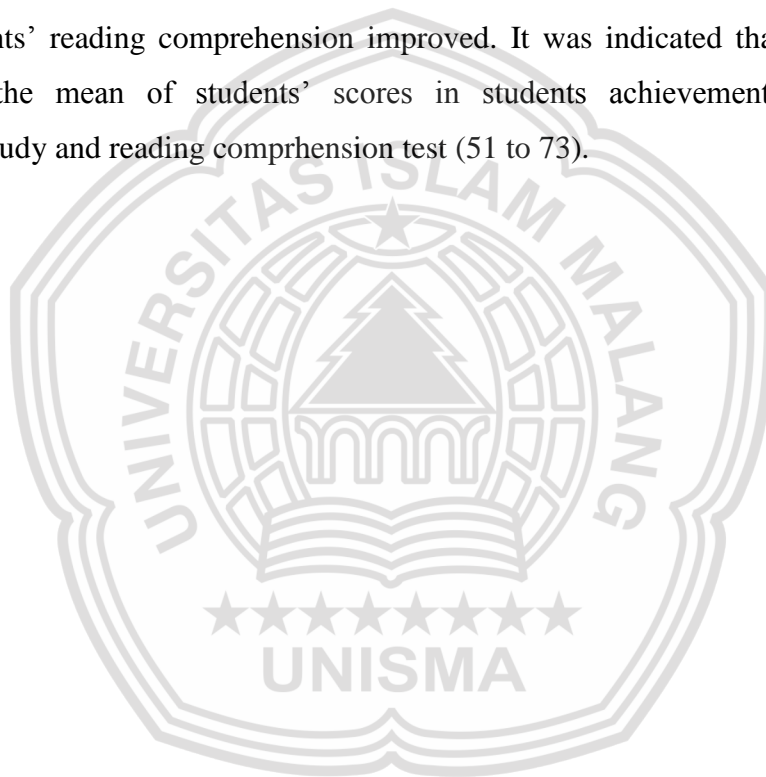 nts’ reading comprehension improved. It was indicated tha
the mean of students’ scores in students achievement
udy and reading comprhension test (51 to 73).
UNIVERSITAS ISLAM MALANG
UNISMA